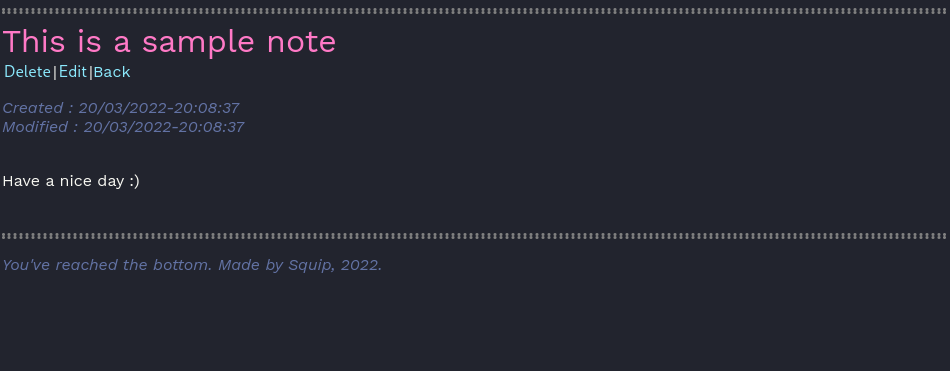 This is a sample note
Delete|Edit|Back
Created : 20/03/2022-20:08:37
Modified : 20/03/2022-20:08:37
Have a nice day :)
You've reached the bottom. Made by Squip, 2022.